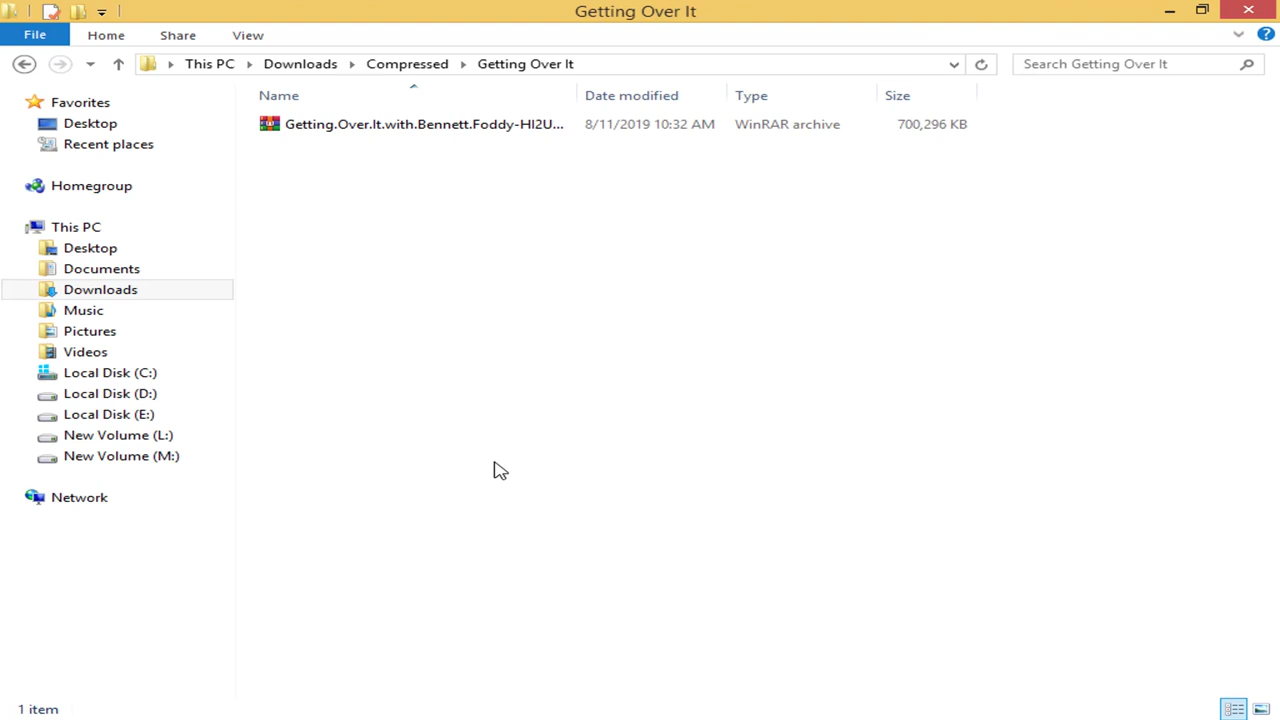 Getting Over It
File Home Share View
This PC Downloads Compressed Getting Over It Search Getting Over It
Name Date modified Type Size
Getting.Over.It.with.Bennett.Foddy-HI2U... 8/11/2019 10:32 AM WinRAR archive 700,296 KB
Favorites
Desktop
Recent places
Homegroup
This PC
Desktop
Documents
Downloads
Music
Pictures
Videos
Local Disk (C:)
Local Disk (D:)
Local Disk (E:)
New Volume (L:)
New Volume (M:)
Network
1 item